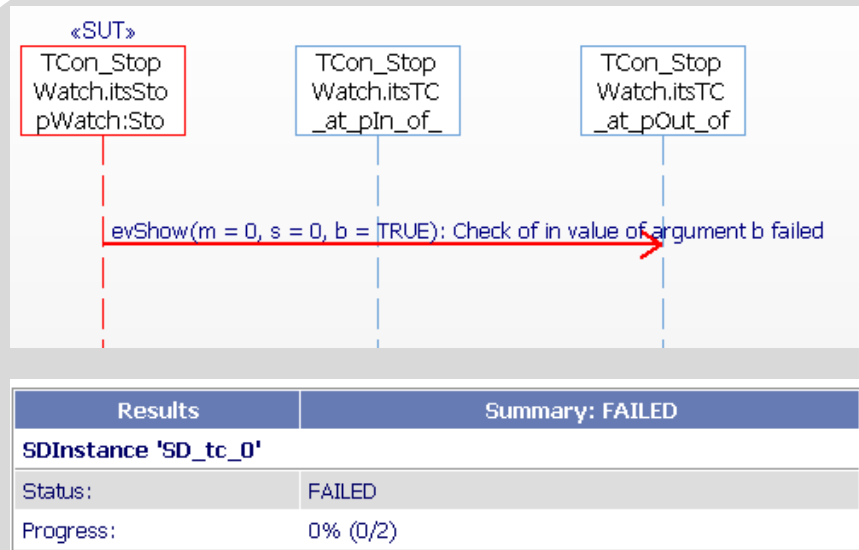 «SUT»
TCon_Stop
Watch.itsSto
pWatch:Sto
TCon_Stop
Watch.itsTC
_at_pIn_of_
TCon_Stop
Watch.itsTC
_at_pOut_of
evShow(m = 0, s = 0, b = TRUE): Check of in value of argument b failed
Results Summary: FAILED
SDInstance 'SD_tc_0'
Status: FAILED
Progress: 0% (0/2)